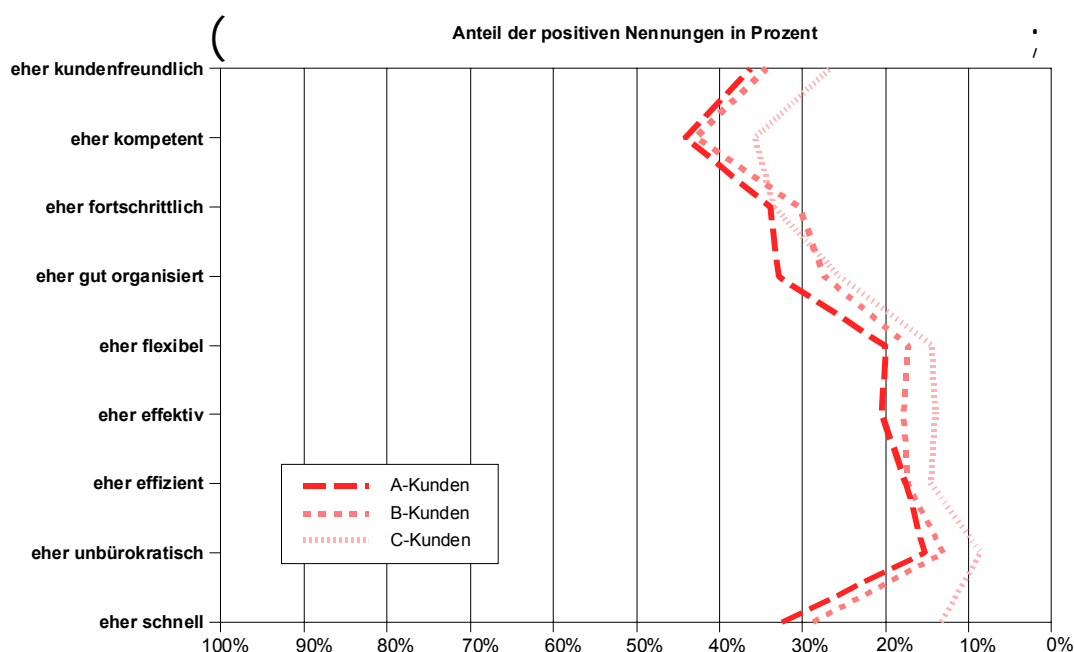 Anteil der positiven Nennungen in Prozent
eher kundenfreundlich
eher kompetent
eher fortschrittlich
eher gut organisiert
eher flexibel
eher effektiv
eher effizient
eher unbürokratisch
eher schnell
A-Kunden
B-Kunden
C-Kunden
100% 90% 80% 70% 60% 50% 40% 30% 20% 10% 0%